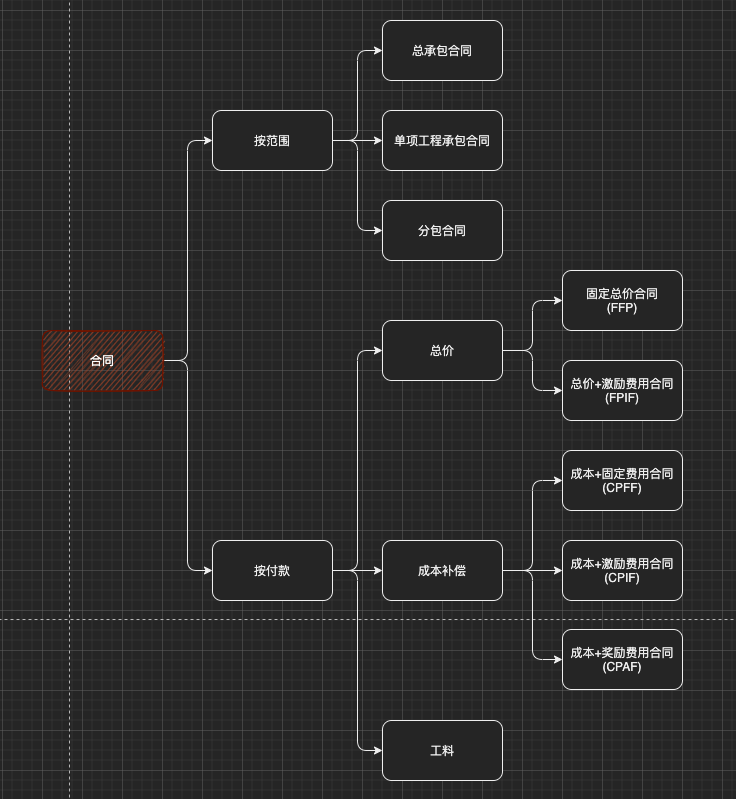 总承包合同
按范围
单项工程承包合同
分包合同
固定总价合同
(FFP)
合同
总价
总价+激励费用合同
(FPIF)
成本+固定费用合同
(CPFF)
按付款
成本补偿
成本+激励费用合同
(CPIF)
成本+奖励费用合同
(CPAF)
工料